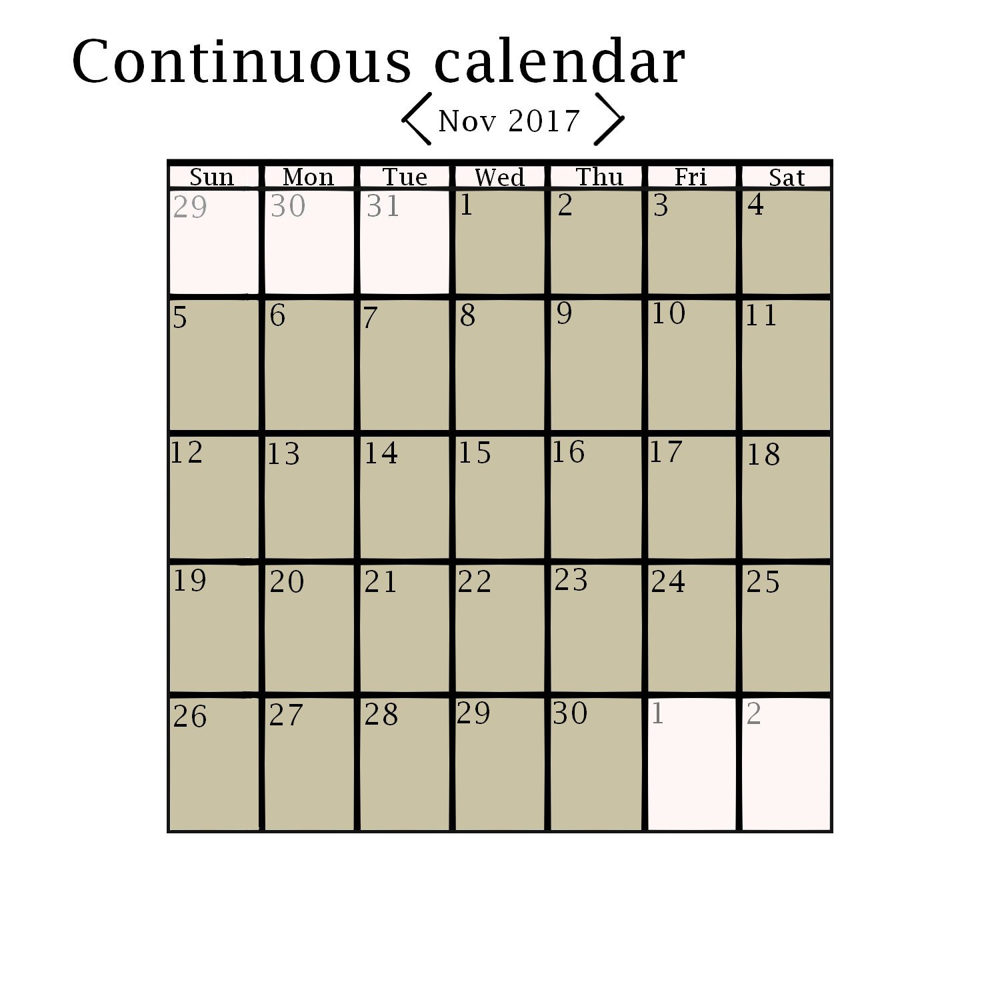 Continuous calendar
Nov 2017
Sun Mon Tue Wed Thu Fri Sat
29 30 31 1 2 3 4
5 6 7 8 9 10 11
12 13 14 15 16 17 18
19 20 21 22 23 24 25
26 27 28 29 30 1 2